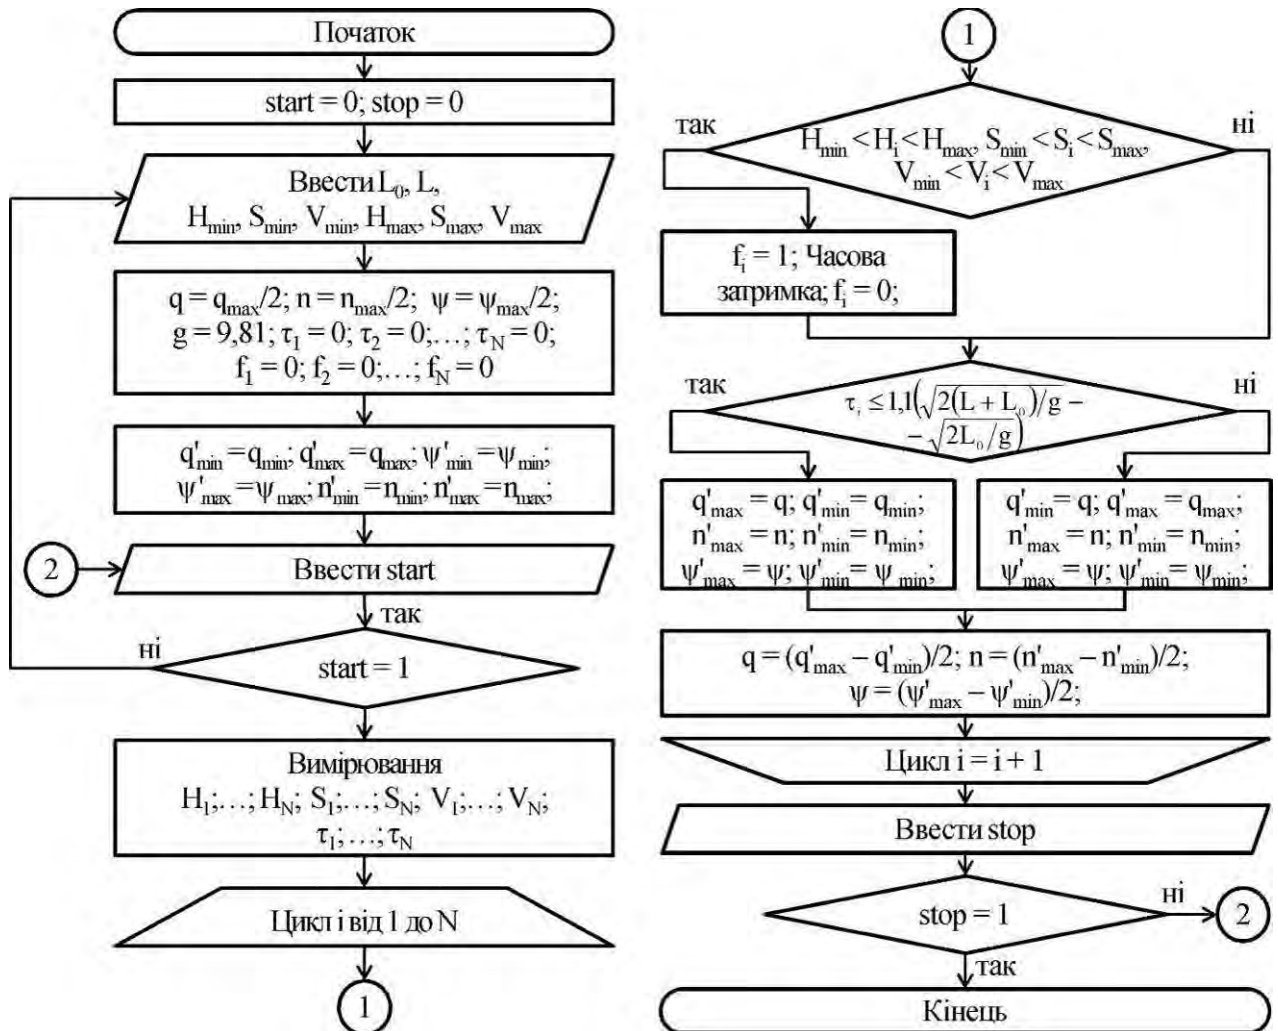 Початок
start = 0; stop = 0
Ввести L₀, L,
Hmin, Smin, Vmin, Hmax, Smax, Vmax
q = qmax/2; n = nmax/2; ψ = ψmax/2;
g = 9,81; τ₁ = 0; τ₂ = 0;…; τN = 0;
f₁ = 0; f₂ = 0;…; fN = 0
q'min = qmin; q'max = qmax; ψ'min = ψmin;
ψ'max = ψmax; n'min = nmin; n'max = nmax;
2
Ввести start
так
ні
start = 1
Вимірювання
H₁;…; HN; S₁;…; SN; V₁;…; VN;
τ₁;…; τN
Цикл i від 1 до N
1
1
так
ні
Hmin < Hi < Hmax, Smin < Si < Smax,
Vmin < Vi < Vmax
fi = 1; Часова
затримка; fi = 0;
так
ні
τi ≤ 1,1(√2(L + L₀)/g −
− √2L₀/g)
q'max = q; q'min = qmin;
n'max = n; n'min = nmin;
ψ'max = ψ; ψ'min = ψmin;
q'min = q; q'max = qmax;
n'max = n; n'min = nmin;
ψ'max = ψ; ψ'min = ψmin;
q = (q'max − q'min)/2; n = (n'max − n'min)/2;
ψ = (ψ'max − ψ'min)/2;
Цикл i = i + 1
Ввести stop
ні
stop = 1
2
так
Кінець